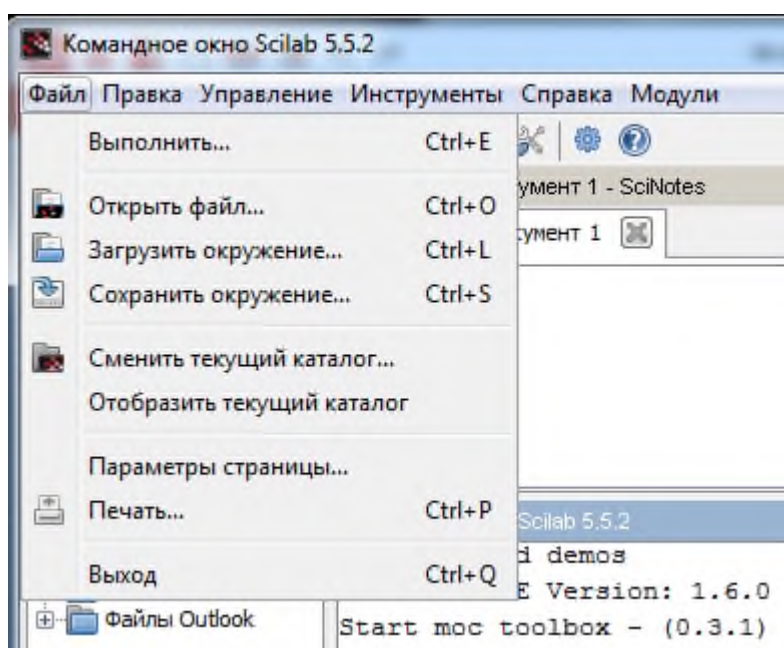 Командное окно Scilab 5.5.2
Файл Правка Управление Инструменты Справка Модули
Выполнить... Ctrl+E
умент 1 - SciNotes
Открыть файл... Ctrl+O
умент 1
Загрузить окружение... Ctrl+L
Сохранить окружение... Ctrl+S
Сменить текущий каталог...
Отобразить текущий каталог
Параметры страницы...
Печать... Ctrl+P
Scilab 5.5.2
Выход Ctrl+Q
d demos
E Version: 1.6.0
Файлы Outlook
Start moc toolbox - (0.3.1)